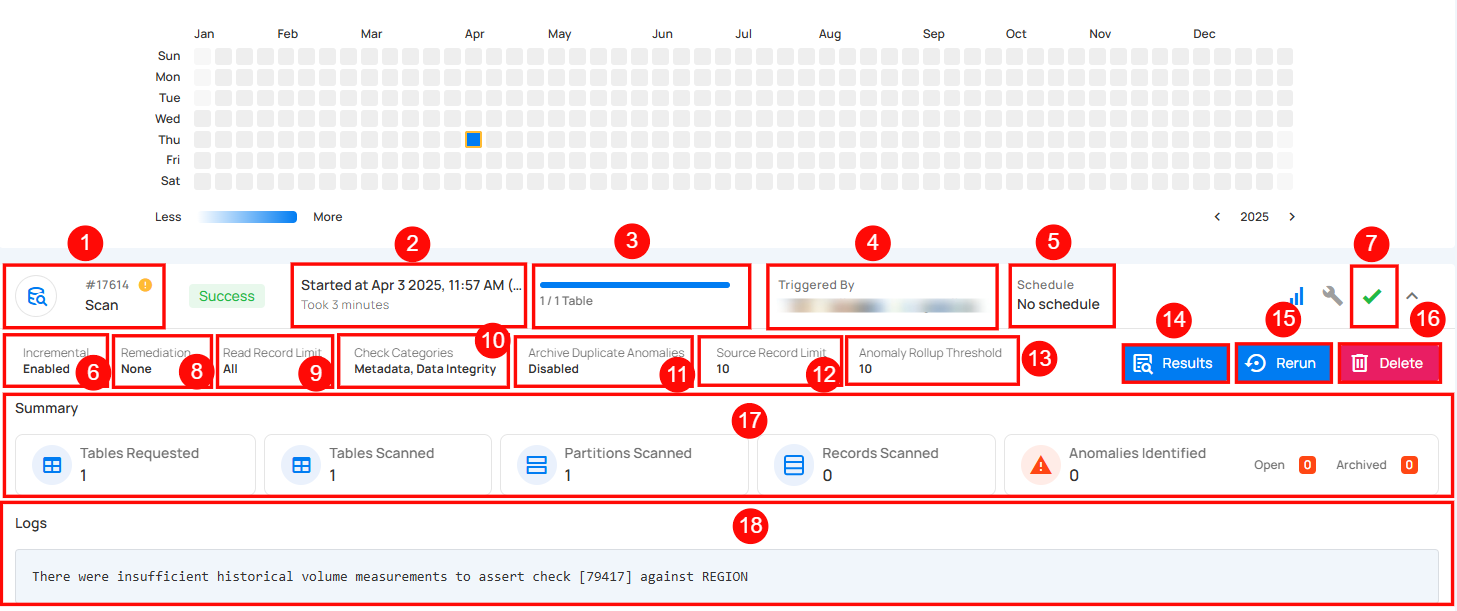 Jan Feb Mar Apr May Jun Jul Aug Sep Oct Nov Dec
Sun
Mon
Tue
Wed
Thu
Fri
Sat
Less More < 2025 >
1 2 3 4 5 7
#17614
Scan
Success
Started at Apr 3 2025, 11:57 AM (...
Took 3 minutes
1 / 1 Table
Triggered By
Schedule
No schedule
14 15 16
Incremental
Enabled
6
Remediation
None
8
Read Record Limit
All
9
Check Categories
Metadata, Data Integrity
10
Archive Duplicate Anomalies
Disabled
11
Source Record Limit
10
12
Anomaly Rollup Threshold
10
13
Results
Rerun
Delete
Summary
17
Tables Requested
1
Tables Scanned
1
Partitions Scanned
1
Records Scanned
0
Anomalies Identified
0
Open 0 Archived 0
Logs
18
There were insufficient historical volume measurements to assert check [79417] against REGION